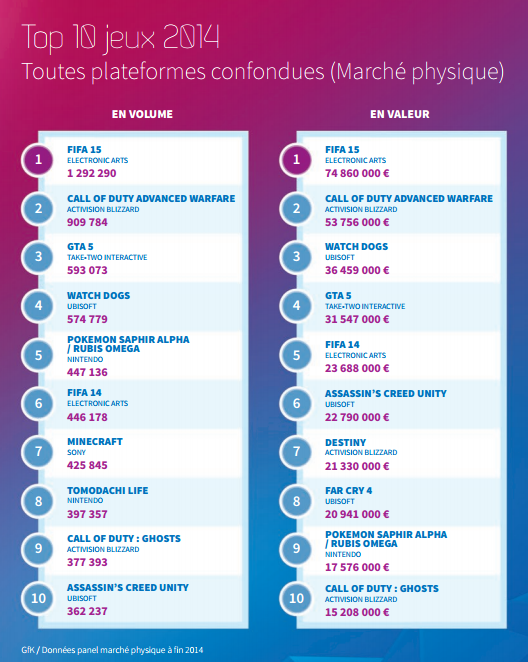 Top 10 jeux 2014
Toutes plateformes confondues (Marché physique)
EN VOLUME
1
FIFA 15
ELECTRONIC ARTS
1 292 290
2
CALL OF DUTY ADVANCED WARFARE
ACTIVISION BLIZZARD
909 784
3
GTA 5
TAKE•TWO INTERACTIVE
593 073
4
WATCH DOGS
UBISOFT
574 779
5
POKEMON SAPHIR ALPHA
/ RUBIS OMEGA
NINTENDO
447 136
6
FIFA 14
ELECTRONIC ARTS
446 178
7
MINECRAFT
SONY
425 845
8
TOMODACHI LIFE
NINTENDO
397 357
9
CALL OF DUTY : GHOSTS
ACTIVISION BLIZZARD
377 393
10
ASSASSIN'S CREED UNITY
UBISOFT
362 237
EN VALEUR
1
FIFA 15
ELECTRONIC ARTS
74 860 000 €
2
CALL OF DUTY ADVANCED WARFARE
ACTIVISION BLIZZARD
53 756 000 €
3
WATCH DOGS
UBISOFT
36 459 000 €
4
GTA 5
TAKE•TWO INTERACTIVE
31 547 000 €
5
FIFA 14
ELECTRONIC ARTS
23 688 000 €
6
ASSASSIN'S CREED UNITY
UBISOFT
22 790 000 €
7
DESTINY
ACTIVISION BLIZZARD
21 330 000 €
8
FAR CRY 4
UBISOFT
20 941 000 €
9
POKEMON SAPHIR ALPHA
/ RUBIS OMEGA
NINTENDO
17 576 000 €
10
CALL OF DUTY : GHOSTS
ACTIVISION BLIZZARD
15 208 000 €
GfK / Données panel marché physique à fin 2014